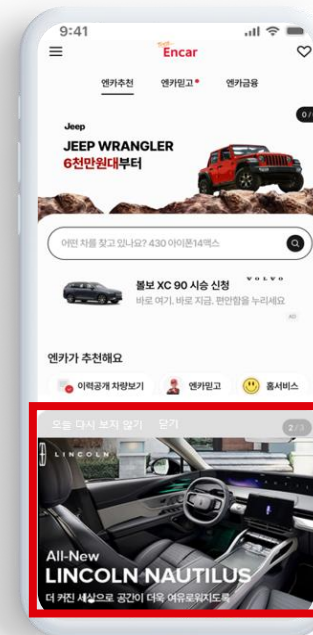 9:41
Encar
엔카추천 엔카믿고 엔카금융
Jeep
JEEP WRANGLER
6천만원대부터
어떤 차를 찾고 있나요? 430 아이폰14맥스
볼보 XC 90 시승 신청
VOLVO
바로 여기, 바로 지금, 편안함을 누리세요
AD
엔카가 추천해요
이력공개 차량보기 엔카믿고 홈서비스
오늘 다시 보지 않기 닫기
2/3
LINCOLN
All-New
LINCOLN NAUTILUS
더 커진 세상으로 공간이 더욱 여유로워지도록